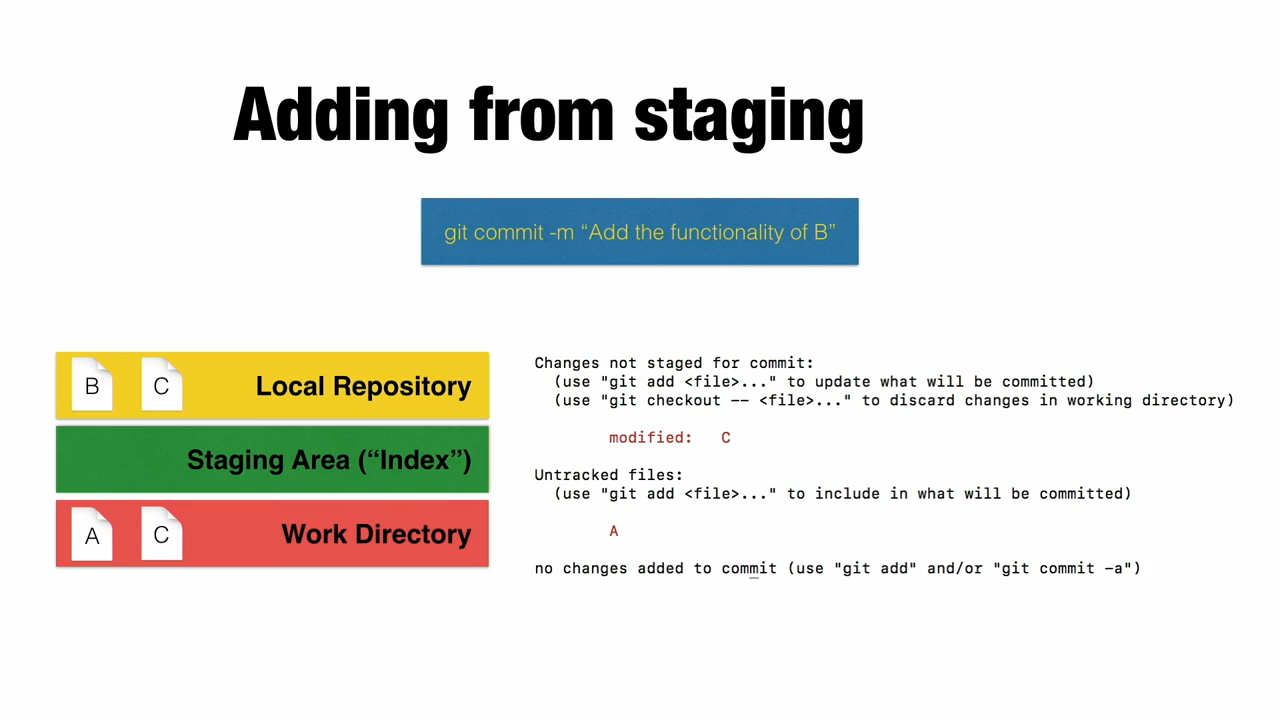 Adding from staging
git commit -m “Add the functionality of B”
B C Local Repository
Staging Area (“Index”)
A C Work Directory
Changes not staged for commit:
(use "git add <file>..." to update what will be committed)
(use "git checkout -- <file>..." to discard changes in working directory)
modified: C
Untracked files:
(use "git add <file>..." to include in what will be committed)
A
no changes added to commit (use "git add" and/or "git commit -a")